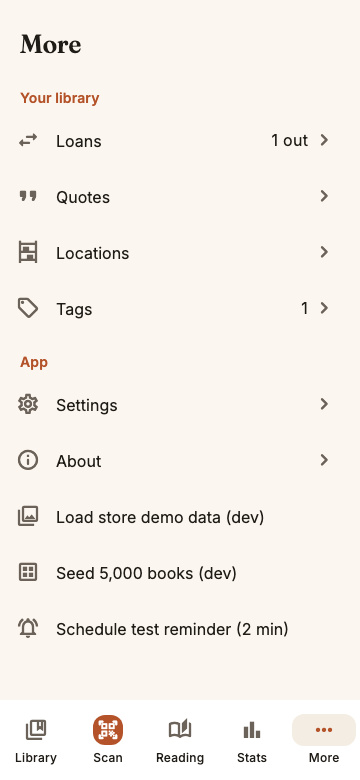 More
Your library
Loans 1 out
Quotes
Locations
Tags 1
App
Settings
About
Load store demo data (dev)
Seed 5,000 books (dev)
Schedule test reminder (2 min)
Library Scan Reading Stats More